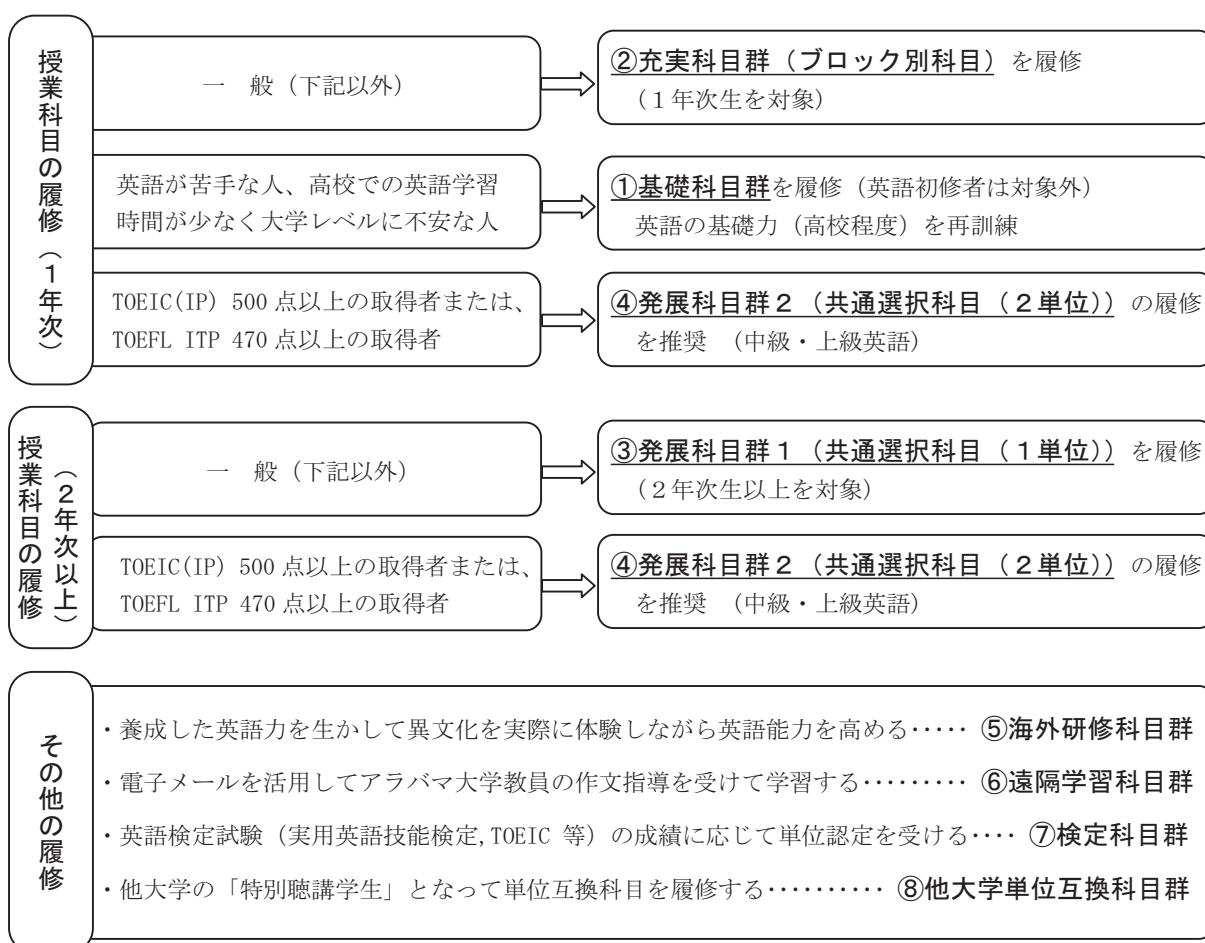 授業科目の履修（１年次）
一　般（下記以外）
②充実科目群（ブロック別科目）を履修
（１年次生を対象）
英語が苦手な人、高校での英語学習
時間が少なく大学レベルに不安な人
①基礎科目群を履修（英語初修者は対象外）
英語の基礎力（高校程度）を再訓練
TOEIC(IP) 500 点以上の取得者または、
TOEFL ITP 470 点以上の取得者
④発展科目群２（共通選択科目（２単位））の履修
を推奨　（中級・上級英語）
授業科目の履修
（２年次以上）
一　般（下記以外）
③発展科目群１（共通選択科目（１単位））を履修
（２年次生以上を対象）
TOEIC(IP) 500 点以上の取得者または、
TOEFL ITP 470 点以上の取得者
④発展科目群２（共通選択科目（２単位））の履修
を推奨　（中級・上級英語）
その他の履修
・養成した英語力を生かして異文化を実際に体験しながら英語能力を高める‥‥‥ ⑤海外研修科目群
・電子メールを活用してアラバマ大学教員の作文指導を受けて学習する‥‥‥‥‥ ⑥遠隔学習科目群
・英語検定試験（実用英語技能検定,TOEIC 等）の成績に応じて単位認定を受ける‥‥ ⑦検定科目群
・他大学の「特別聴講学生」となって単位互換科目を履修する‥‥‥‥‥ ⑧他大学単位互換科目群